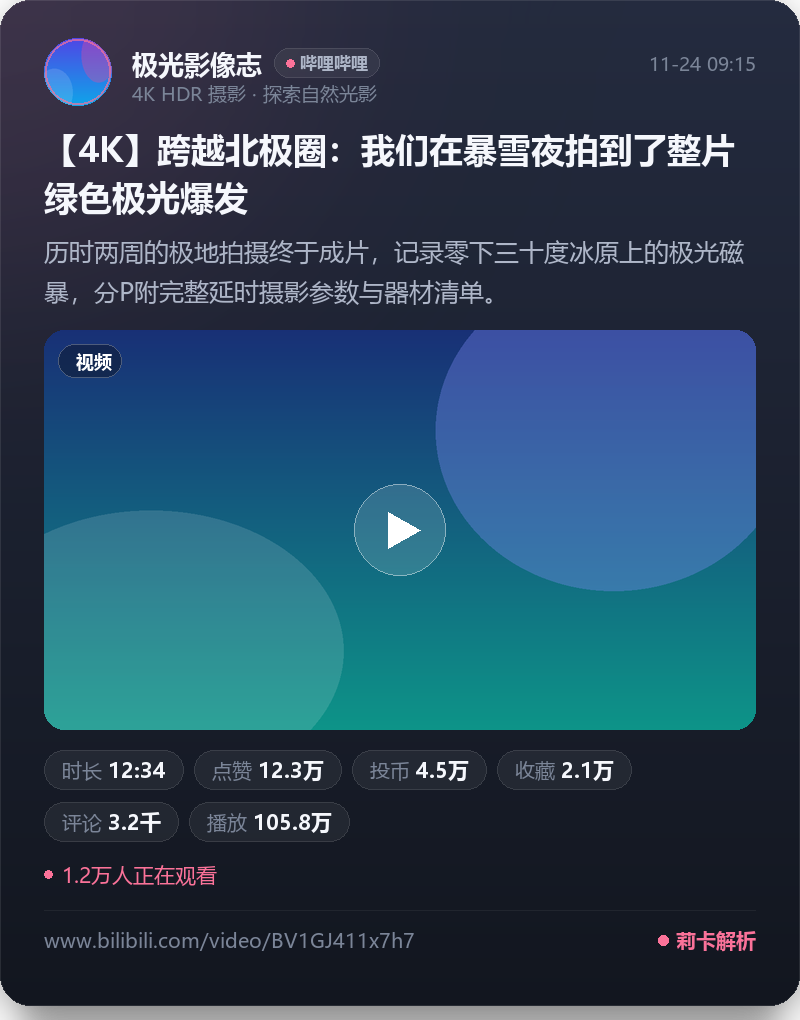 极光影像志
哔哩哔哩
11-24 09:15
4K HDR 摄影 · 探索自然光影
【4K】跨越北极圈：我们在暴雪夜拍到了整片
绿色极光爆发
历时两周的极地拍摄终于成片，记录零下三十度冰原上的极光磁
暴，分P附完整延时摄影参数与器材清单。
视频
时长 12:34
点赞 12.3万
投币 4.5万
收藏 2.1万
评论 3.2千
播放 105.8万
1.2万人正在观看
www.bilibili.com/video/BV1GJ411x7h7
莉卡解析